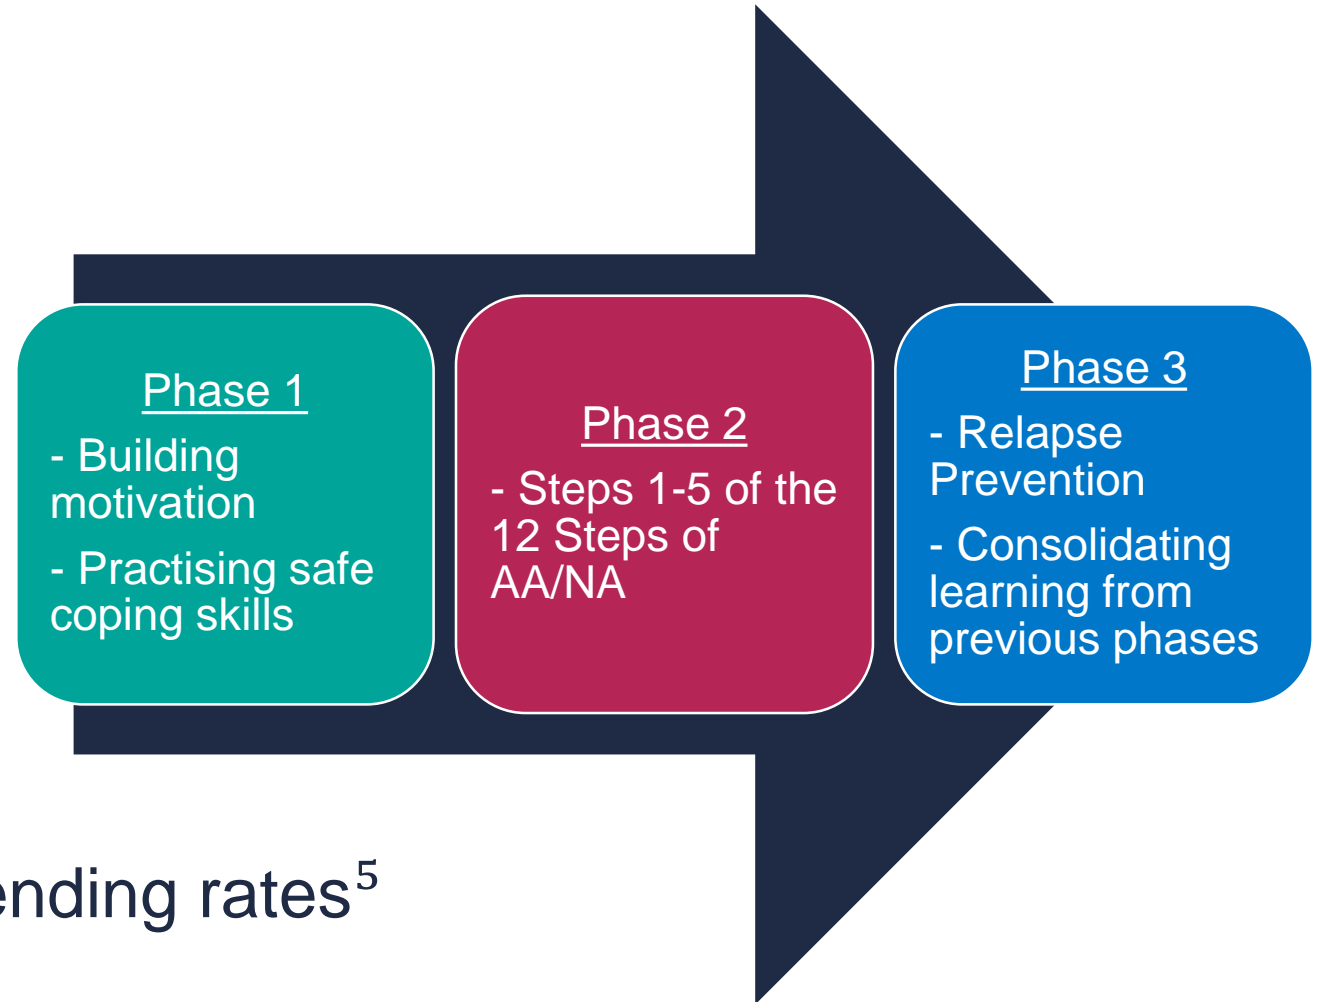 Phase 1
- Building
motivation
- Practising safe
coping skills
Phase 2
- Steps 1-5 of the
12 Steps of
AA/NA
Phase 3
- Relapse
Prevention
- Consolidating
learning from
previous phases
ending rates⁵